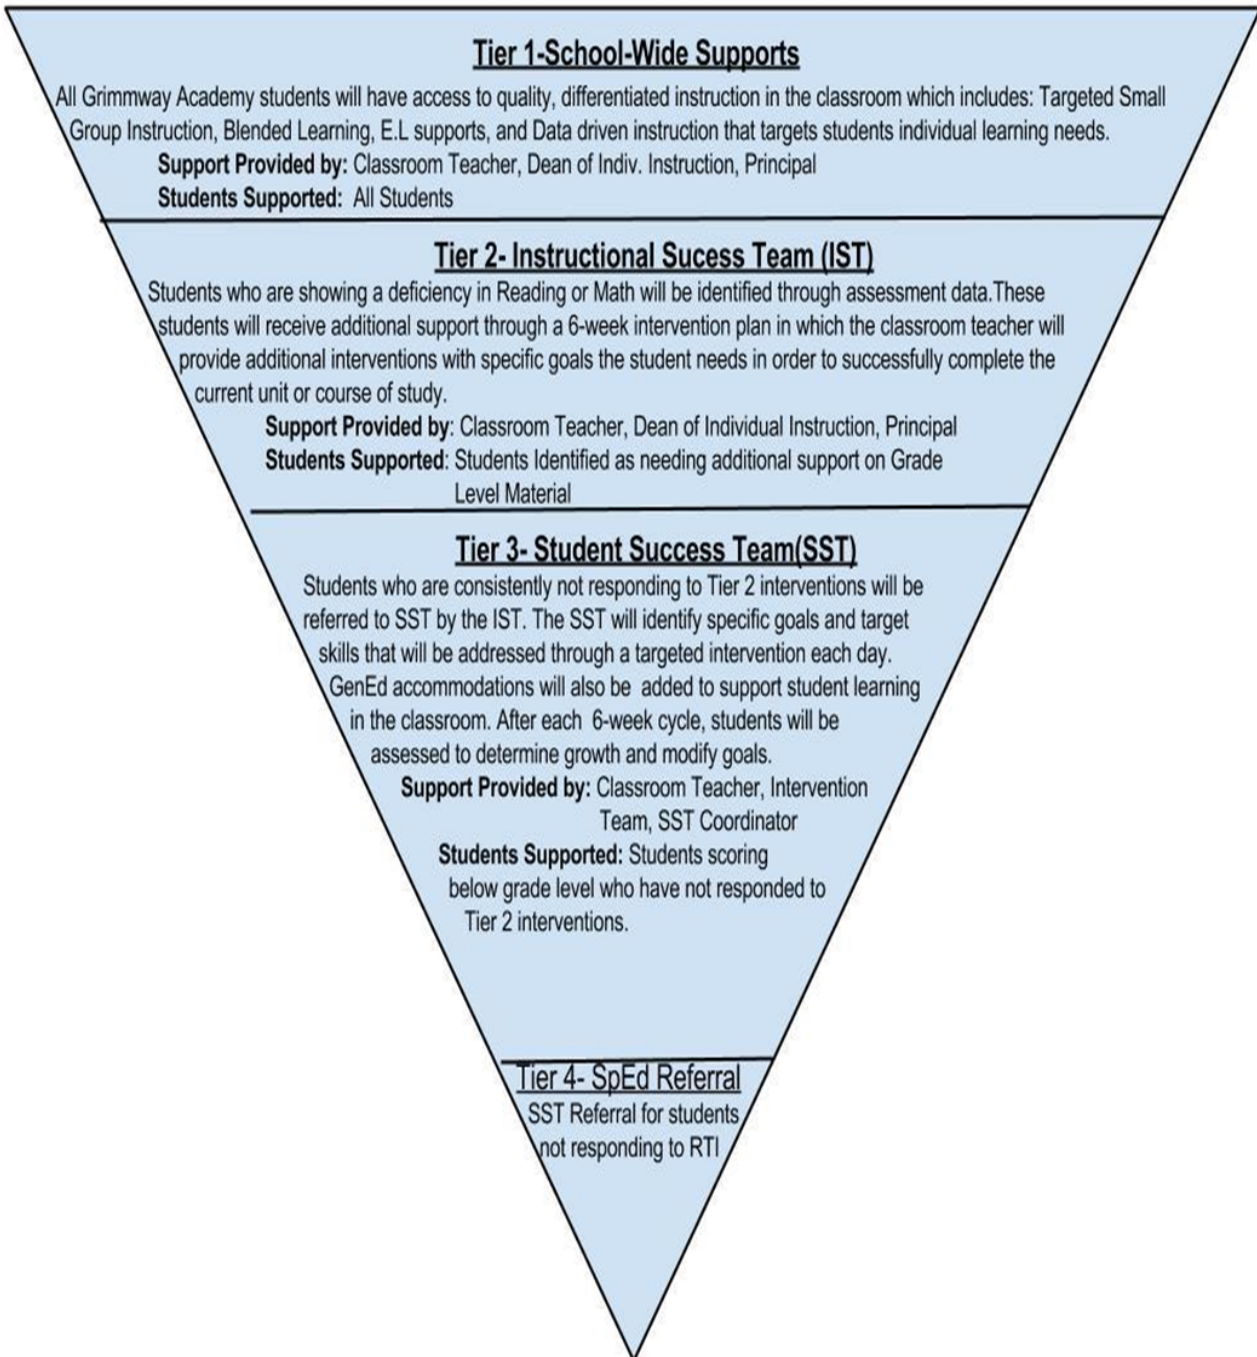 Tier 1-School-Wide Supports
All Grimmway Academy students will have access to quality, differentiated instruction in the classroom which includes: Targeted Small
Group Instruction, Blended Learning, E.L supports, and Data driven instruction that targets students individual learning needs.
Support Provided by: Classroom Teacher, Dean of Indiv. Instruction, Principal
Students Supported: All Students
Tier 2- Instructional Sucess Team (IST)
Students who are showing a deficiency in Reading or Math will be identified through assessment data.These
students will receive additional support through a 6-week intervention plan in which the classroom teacher will
provide additional interventions with specific goals the student needs in order to successfully complete the
current unit or course of study.
Support Provided by: Classroom Teacher, Dean of Individual Instruction, Principal
Students Supported: Students Identified as needing additional support on Grade
Level Material
Tier 3- Student Success Team(SST)
Students who are consistently not responding to Tier 2 interventions will be
referred to SST by the IST. The SST will identify specific goals and target
skills that will be addressed through a targeted intervention each day.
GenEd accommodations will also be added to support student learning
in the classroom. After each 6-week cycle, students will be
assessed to determine growth and modify goals.
Support Provided by: Classroom Teacher, Intervention
Team, SST Coordinator
Students Supported: Students scoring
below grade level who have not responded to
Tier 2 interventions.
Tier 4- SpEd Referral
SST Referral for students
not responding to RTI